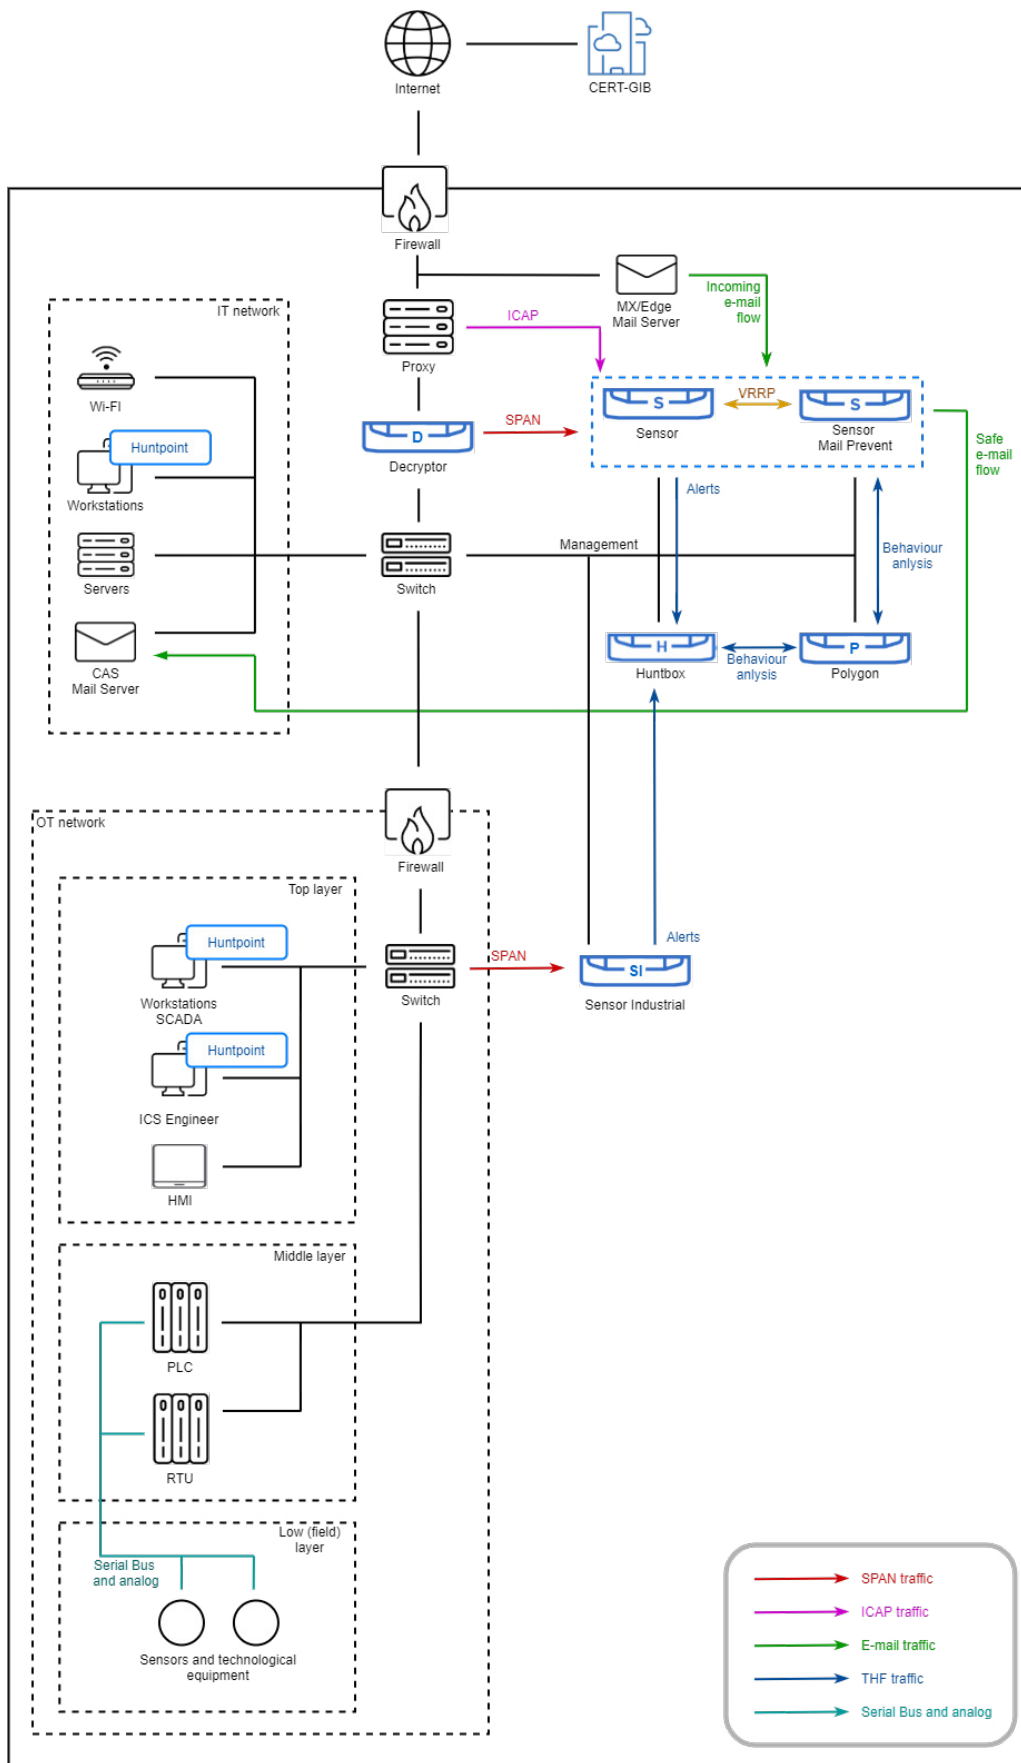 Internet
CERT-GIB
Firewall
MX/Edge
Mail Server
Incoming
e-mail
flow
IT network
ICAP
Proxy
Wi-FI
Huntpoint
Workstations
Servers
CAS
Mail Server
D
Decryptor
SPAN
S
Sensor
VRRP
S
Sensor
Mail Prevent
Safe
e-mail
flow
Alerts
Management
Behaviour
anlysis
Switch
H
Huntbox
Behaviour
anlysis
P
Polygon
OT network
Firewall
Top layer
Huntpoint
Workstations
SCADA
Huntpoint
ICS Engineer
HMI
Switch
SPAN
Alerts
SI
Sensor Industrial
Middle layer
PLC
RTU
Low (field)
layer
Serial Bus
and analog
Sensors and technological
equipment
SPAN traffic
ICAP traffic
E-mail traffic
THF traffic
Serial Bus and analog